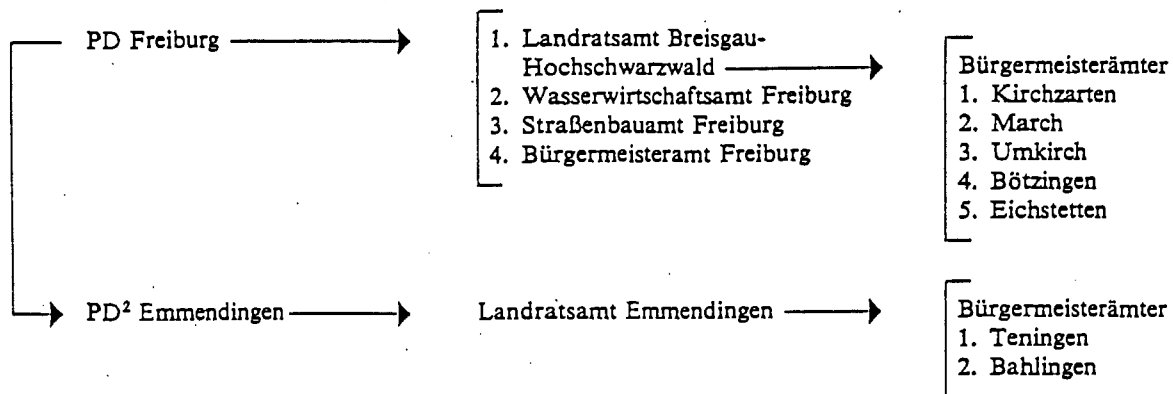 PD Freiburg
1. Landratsamt Breisgau-
Hochschwarzwald
2. Wasserwirtschaftsamt Freiburg
3. Straßenbauamt Freiburg
4. Bürgermeisteramt Freiburg
Bürgermeisterämter
1. Kirchzarten
2. March
3. Umkirch
4. Bötzingen
5. Eichstetten
PD² Emmendingen
Landratsamt Emmendingen
Bürgermeisterämter
1. Teningen
2. Bahlingen